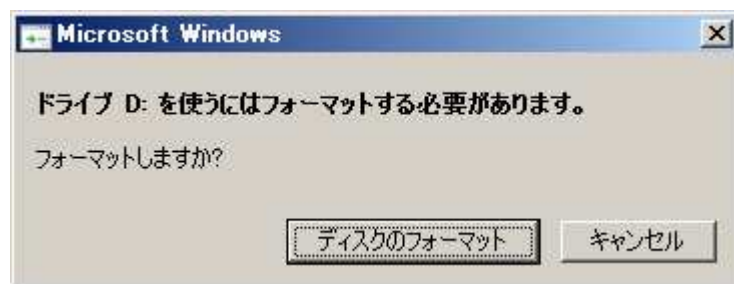 Microsoft Windows
ドライブ D: を使うにはフォーマットする必要があります。
フォーマットしますか?
ディスクのフォーマット
キャンセル